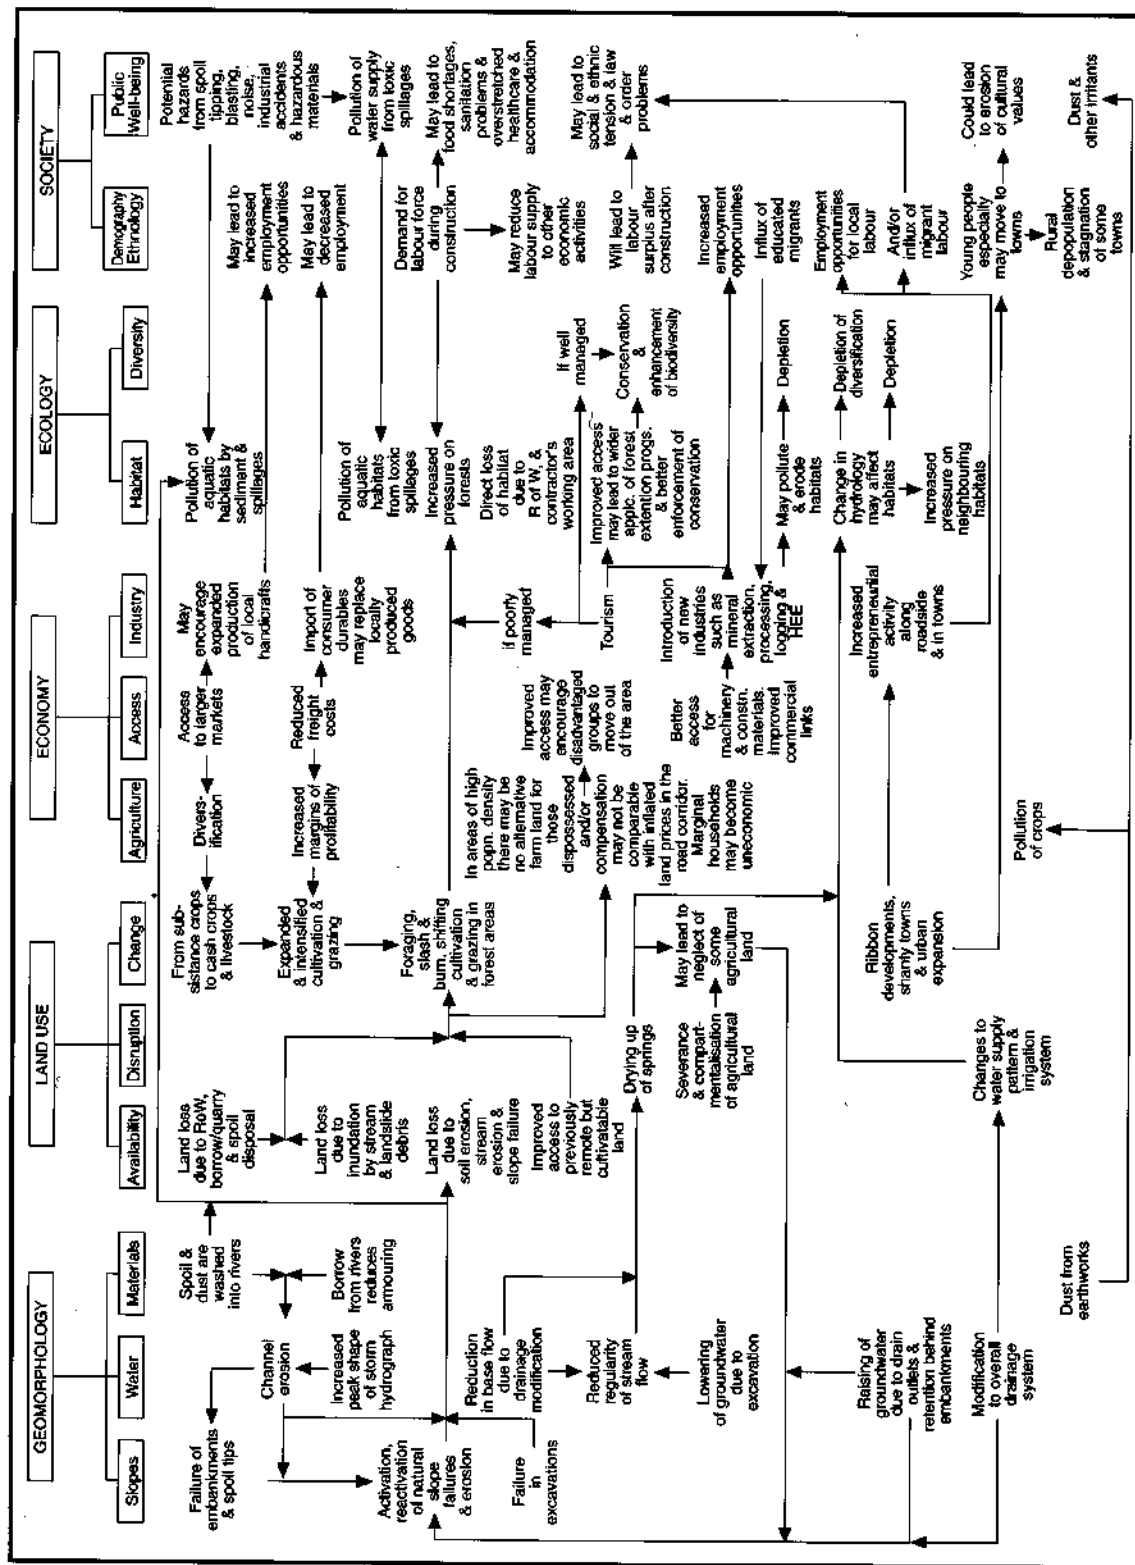 GEOMORPHOLOGY
LAND USE
ECONOMY
ECOLOGY
SOCIETY
Slopes
Water
Materials
Availability
Disruption
Change
Agriculture
Access
Industry
Habitat
Diversity
Demography
Ethnology
Public
Well-being
Failure of
embankments
& spoil tips
Activation,
reactivation
of natural
slope
failures
& erosion
Failure
in
excavations
Channel
erosion
Increased
peak shape
of storm
hydrograph
Reduction
in base flow
due to
drainage
modification
Reduced
regularity
of stream
flow
Lowering
of groundwater
due to
excavation
Raising of
groundwater
due to drain
outlets &
retention behind
embankments
Modification
to overall
drainage
system
Spoil &
dust are
washed
into rivers
Borrow
from rivers
reduces
armouring
Dust from
earthworks
Land loss
due to RoW,
borrow/quarry
& spoil
disposal
Land loss
due to
inundation
by stream
& landslide
debris
Land loss
due to
soil erosion,
stream
erosion &
slope failure
Improved
access to
previously
remote but
cultivatable
land
Drying up
of springs
Severance
& compart-
mentalisation
of agricultural
land
Changes to
water supply
pattern &
irrigation
system
From sub-
sistance crops
to cash crops
& livestock
Expanded
& intensified
cultivation &
grazing
Foraging,
slash &
burn, shifting
cultivation
& grazing in
forest areas
May lead to
neglect of
some
agricultural
land
Ribbon
developments,
shanty towns
& urban
expansion
Divers-
ification
Increased
margins of
profitability
In areas of high
popn. density
there may be
no alternative
farm land for
those
dispossessed
and/or
compensation
may not be
comparable
with inflated
land prices in the
road corridor.
Marginal
households
may become
uneconomic
Pollution
of crops
Access
to larger
markets
Reduced
freight
costs
Improved
access may
encourage
disadvantaged
groups to
move out
of the area
Better
access
for
machinery
& constn.
materials.
Improved
commercial
links
May
encourage
expanded
production
of local
handicrafts
Import of
consumer
durables
may replace
locally
produced
goods
if poorly
managed
Tourism
Introduction
of new
industries
such as
mineral
extraction,
processing,
logging &
HEE
Increased
entrepreneurial
activity
along
roadside
& in towns
Pollution of
aquatic
habitats by
sediment &
spillages
Pollution of
aquatic
habitats
from toxic
spillages
Increased
pressure on
forests
Direct loss
of habitat
due to
R of W, &
contractor's
working area
Improved access
may lead to wider
applc. of forest
extention progs.
& better
enforcement of
conservation
May pollute
& erode
habitats
Change in
hydrology
may affect
habitats
Increased
pressure on
neighbouring
habitats
If well
managed
Conservation
&
enhancement
of biodiversity
Depletion
Depletion of
diversification
Depletion
May lead to
increased
employment
opportunities
May lead to
decreased
employment
Demand for
labour force
during
construction
May reduce
labour supply
to other
economic
activities
Will lead to
labour
surplus after
construction
Increased
employment
opportunities
Influx of
educated
migrants
Employment
opportunities
for local
labour
And/or
influx of
migrant
labour
Young people
especially
may move to
towns
Rural
depopulation
& stagnation
of some
towns
Potential
hazards
from spoil
tipping,
blasting,
noise,
industrial
accidents
& hazardous
materials
Pollution of
water supply
from toxic
spillages
May lead to
food shortages,
sanitation
problems &
overstretched
healthcare &
accommodation
May lead to
social & ethnic
tension & law
& order
problems
Could lead
to erosion
of cultural
values
Dust &
other irritants